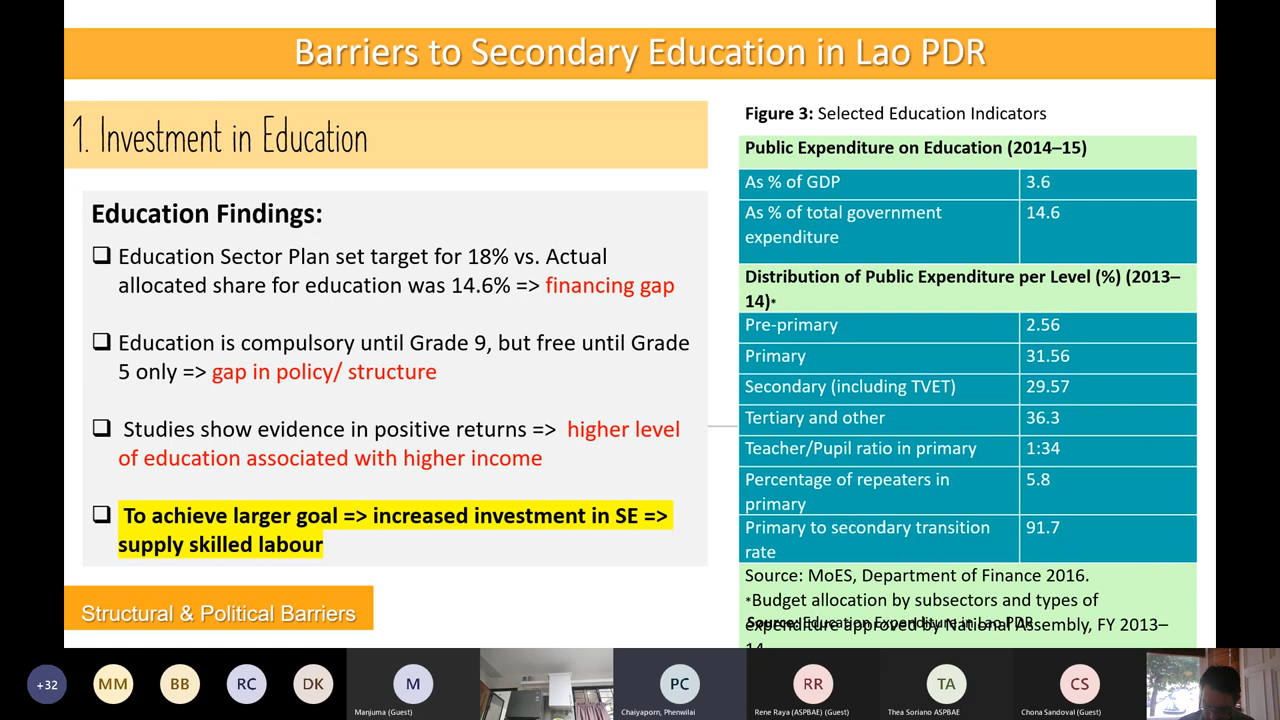 Barriers to Secondary Education in Lao PDR
1. Investment in Education
Education Findings:
Education Sector Plan set target for 18% vs. Actual
allocated share for education was 14.6% => financing gap
Education is compulsory until Grade 9, but free until Grade
5 only => gap in policy/ structure
Studies show evidence in positive returns => higher level
of education associated with higher income
To achieve larger goal => increased investment in SE =>
supply skilled labour
Structural & Political Barriers
Figure 3: Selected Education Indicators
Public Expenditure on Education (2014–15)
As % of GDP 3.6
As % of total government 14.6
expenditure
Distribution of Public Expenditure per Level (%) (2013–
14)*
Pre-primary 2.56
Primary 31.56
Secondary (including TVET) 29.57
Tertiary and other 36.3
Teacher/Pupil ratio in primary 1:34
Percentage of repeaters in 5.8
primary
Primary to secondary transition 91.7
rate
Source: MoES, Department of Finance 2016.
*Budget allocation by subsectors and types of
expenditure approved by National Assembly, FY 2013–
14
Source: Education Expenditure in Lao PDR
+32
MM
BB
RC
DK
M
PC
RR
TA
CS
Manjuma (Guest)
Chaiyaporn, Phenwilai
Rene Raya (ASPBAE) (Guest)
Thea Soriano ASPBAE
Chona Sandoval (Guest)